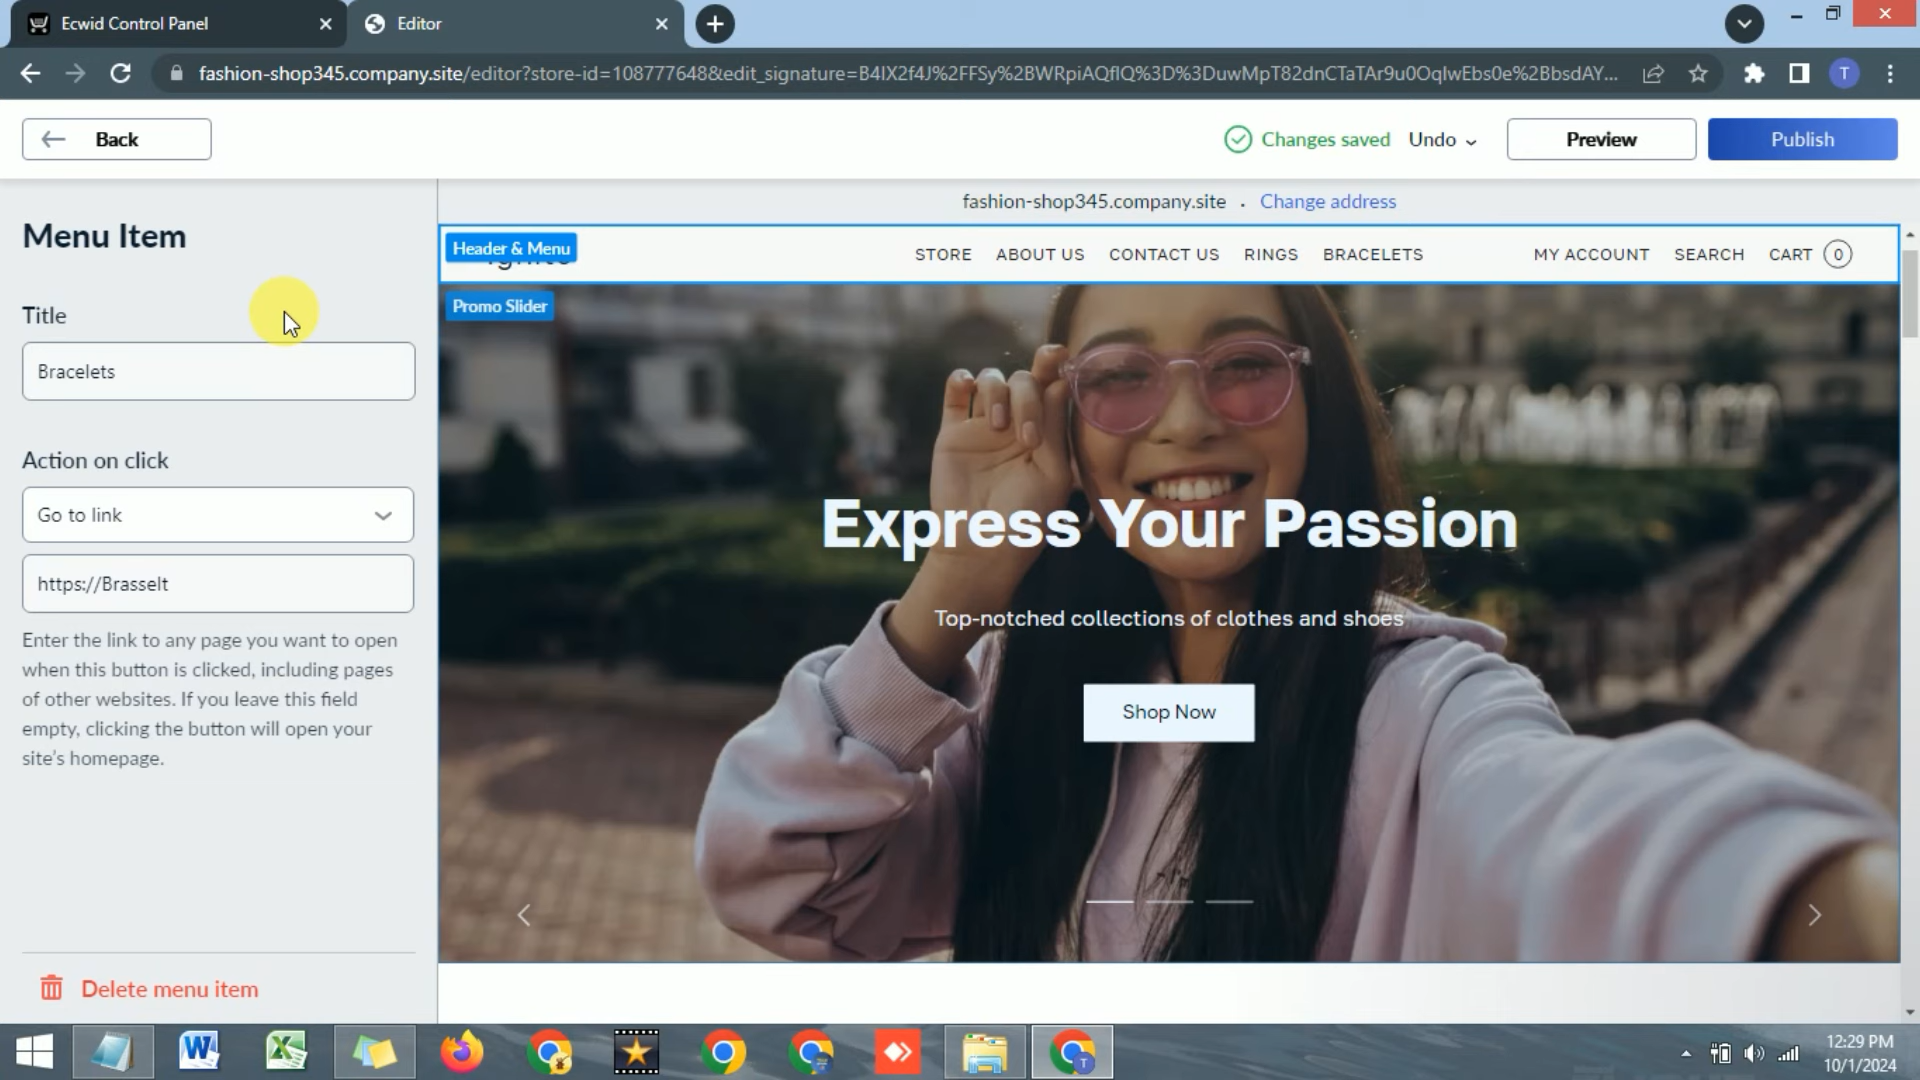 Ecwid Control Panel
Editor
fashion-shop345.company.site/editor?store-id=108777648&edit_signature=B4IX2f4J%2FFSy%2BWRpiAQflQ%3D%3DuwMpT82dnCTaTAr9u0OqIwEbs0e%2BbsdAY...
T
Back
Changes saved
Undo
Preview
Publish
fashion-shop345.company.site
Change address
Menu Item
Header & Menu
STORE
ABOUT US
CONTACT US
RINGS
BRACELETS
MY ACCOUNT
SEARCH
CART
0
Promo Slider
Title
Bracelets
Action on click
Go to link
https://Brasselt
Enter the link to any page you want to open
when this button is clicked, including pages
of other websites. If you leave this field
empty, clicking the button will open your
site's homepage.
Express Your Passion
Top-notched collections of clothes and shoes
Shop Now
Delete menu item
12:29 PM
10/1/2024